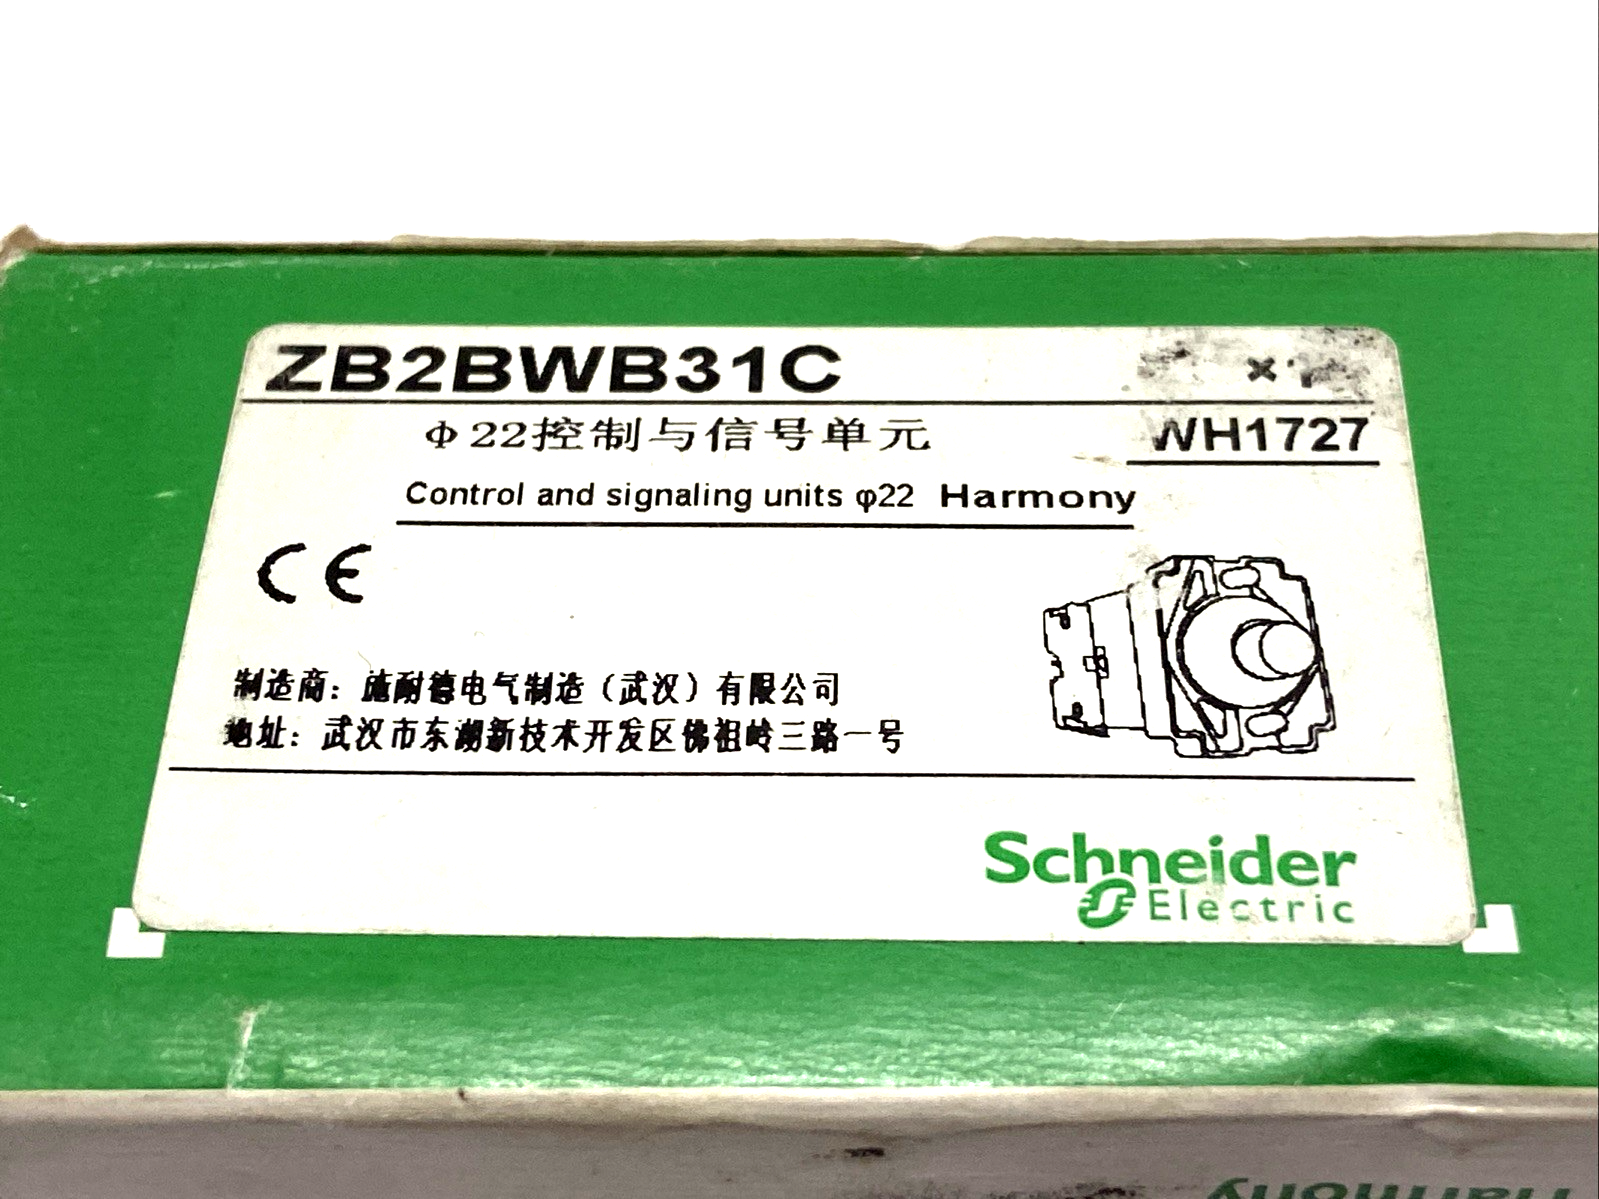 ZB2BWB31C
Φ22控制与信号单元
WH1727
Control and signaling units φ22 Harmony
CE
制造商：施耐德电气制造（武汉）有限公司
地址：武汉市东湖新技术开发区佛祖岭三路一号
Schneider
Electric
Harmony